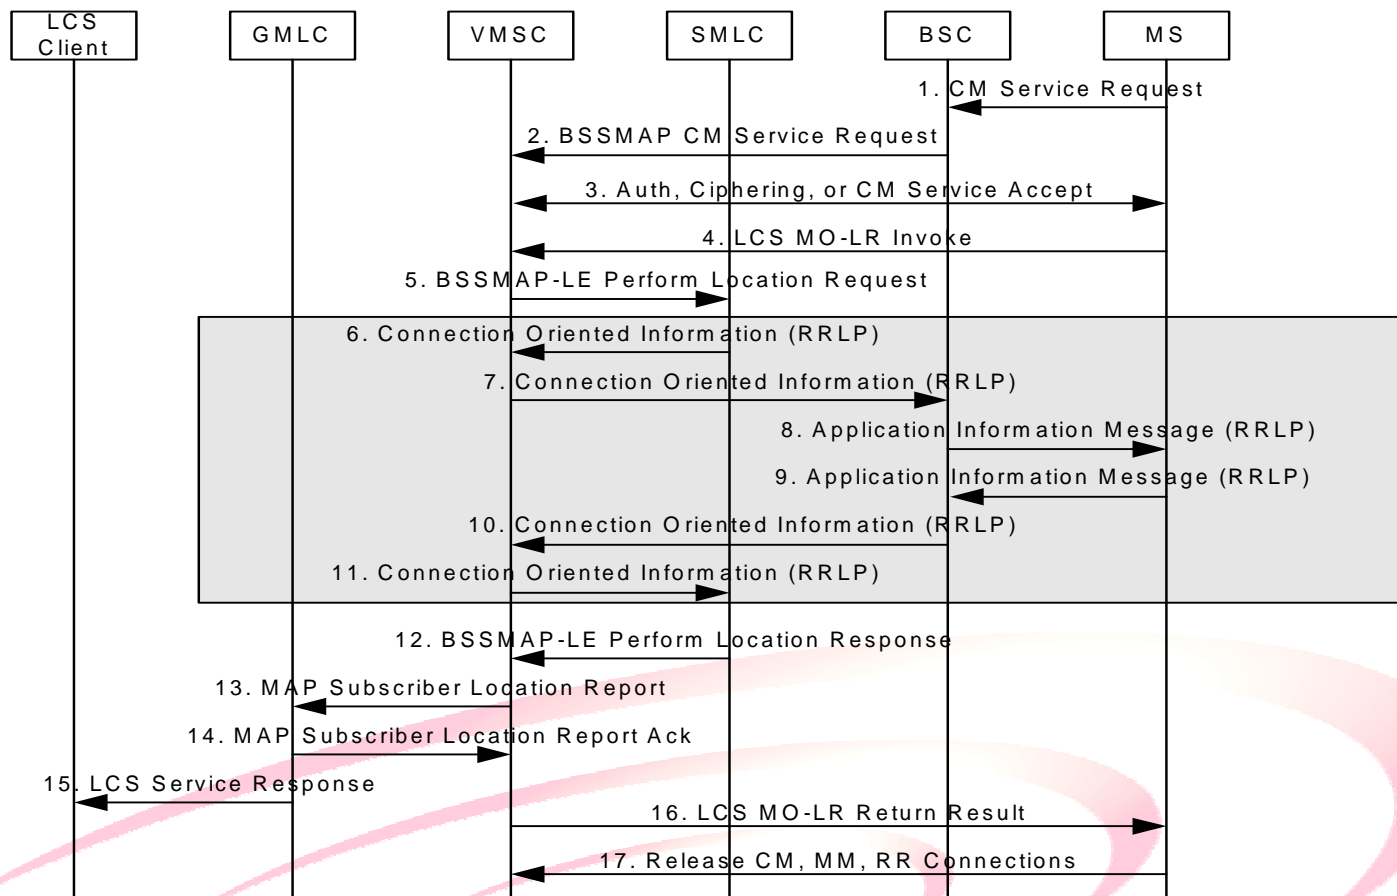 LCS
Client
GMLC
VMSC
SMLC
BSC
MS
1. CM Service Request
2. BSSMAP CM Service Request
3. Auth, Ciphering, or CM Service Accept
4. LCS MO-LR Invoke
5. BSSMAP-LE Perform Location Request
6. Connection Oriented Information (RRLP)
7. Connection Oriented Information (RRLP)
8. Application Information Message (RRLP)
9. Application Information Message (RRLP)
10. Connection Oriented Information (RRLP)
11. Connection Oriented Information (RRLP)
12. BSSMAP-LE Perform Location Response
13. MAP Subscriber Location Report
14. MAP Subscriber Location Report Ack
15. LCS Service Response
16. LCS MO-LR Return Result
17. Release CM, MM, RR Connections